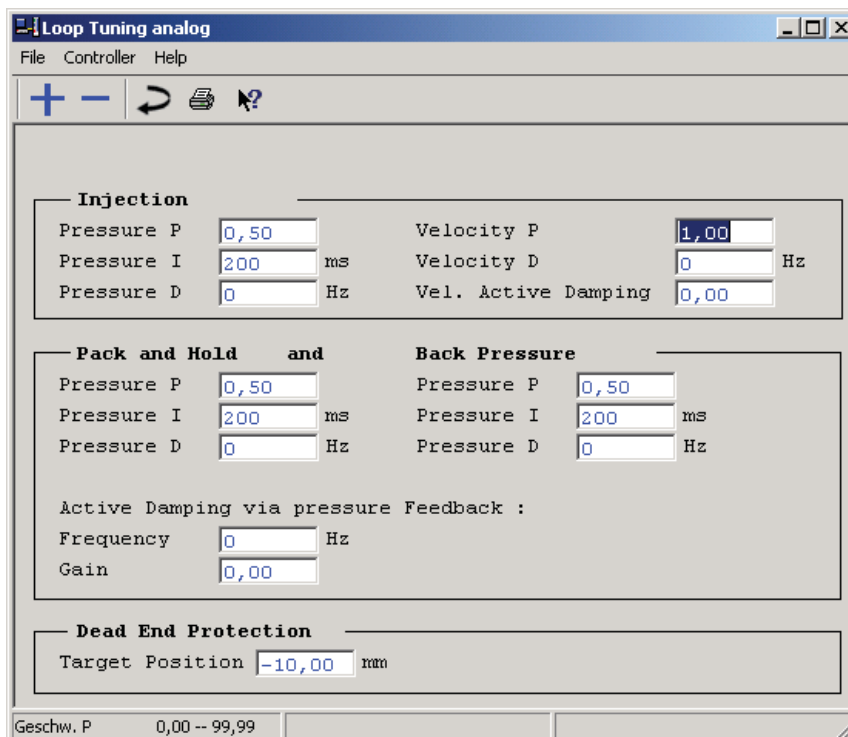 Loop Tuning analog
File Controller Help
Injection
Pressure P 0,50 Velocity P 1,00
Pressure I 200 ms Velocity D 0 Hz
Pressure D 0 Hz Vel. Active Damping 0,00
Pack and Hold and Back Pressure
Pressure P 0,50 Pressure P 0,50
Pressure I 200 ms Pressure I 200 ms
Pressure D 0 Hz Pressure D 0 Hz
Active Damping via pressure Feedback :
Frequency 0 Hz
Gain 0,00
Dead End Protection
Target Position -10,00 mm
Geschw. P 0,00 -- 99,99